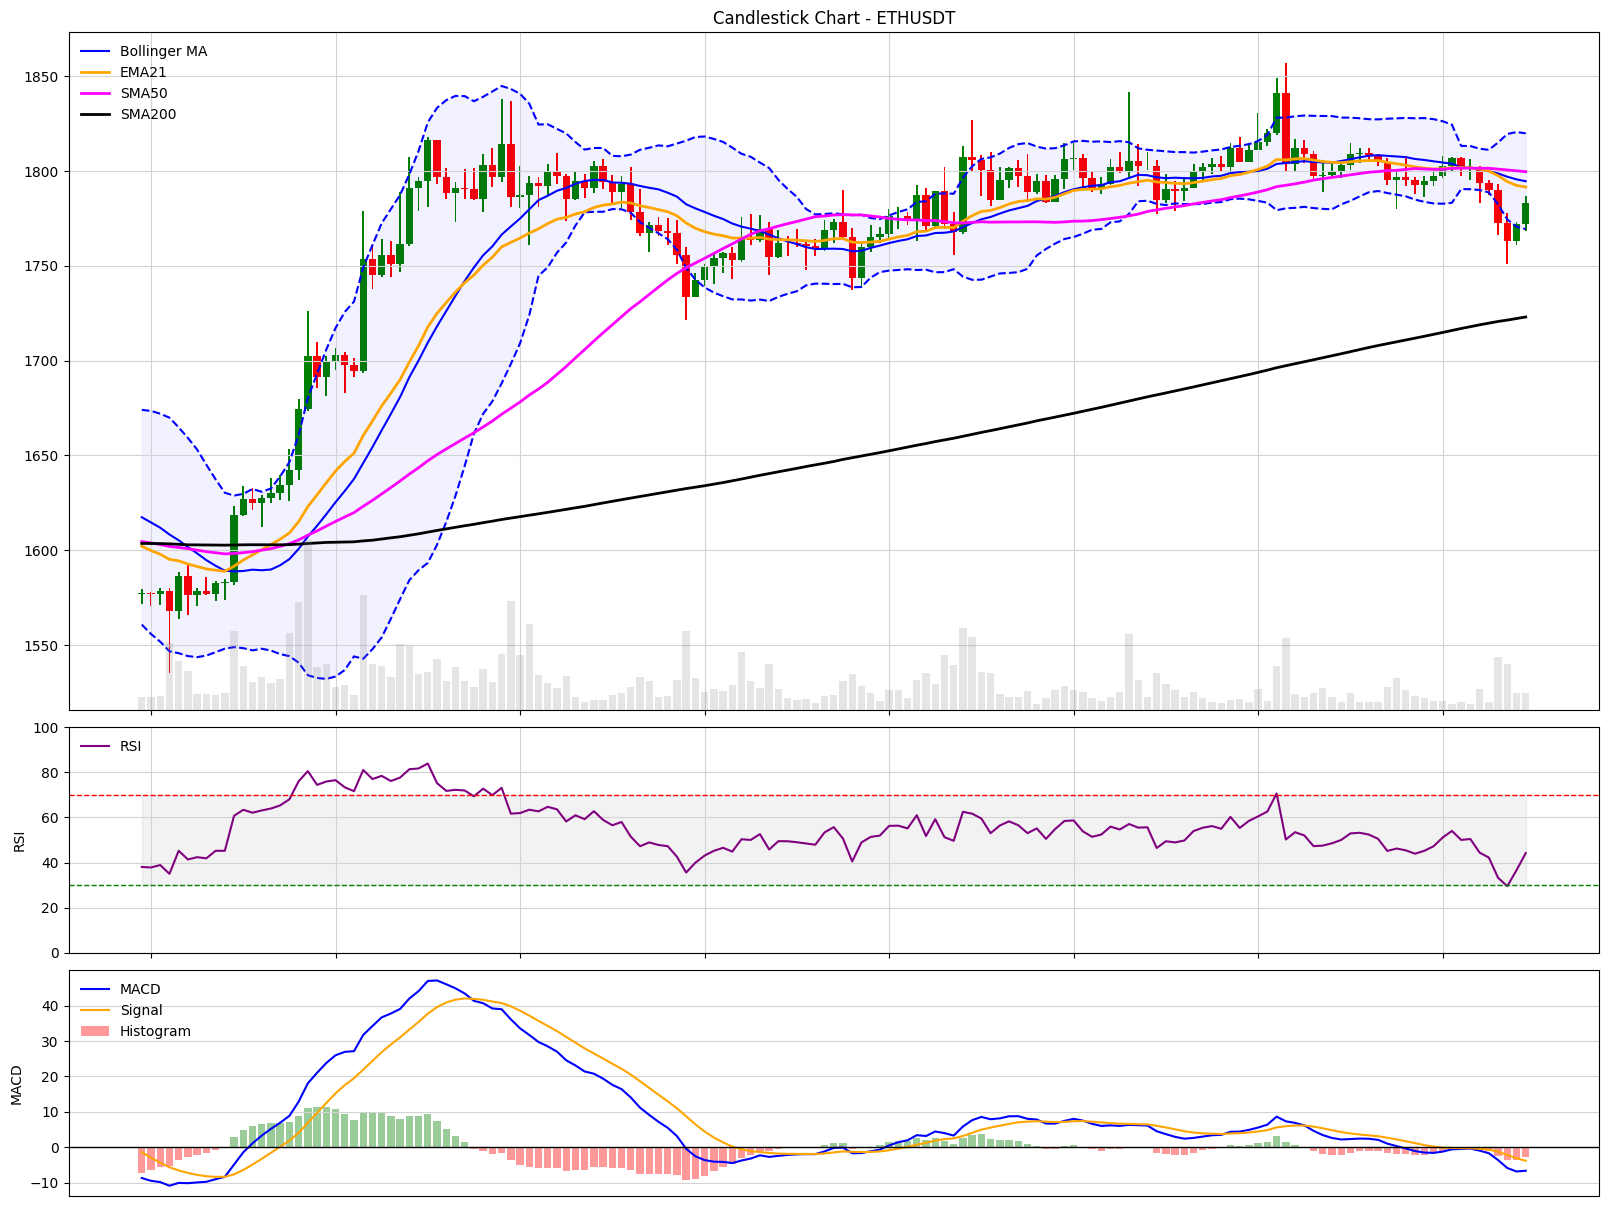 Candlestick Chart - ETHUSDT
Bollinger MA
EMA21
SMA50
SMA200
1850
1800
1750
1700
1650
1600
1550
RSI
100
80
60
40
20
0
RSI
MACD
Signal
Histogram
40
30
20
10
0
−10
MACD